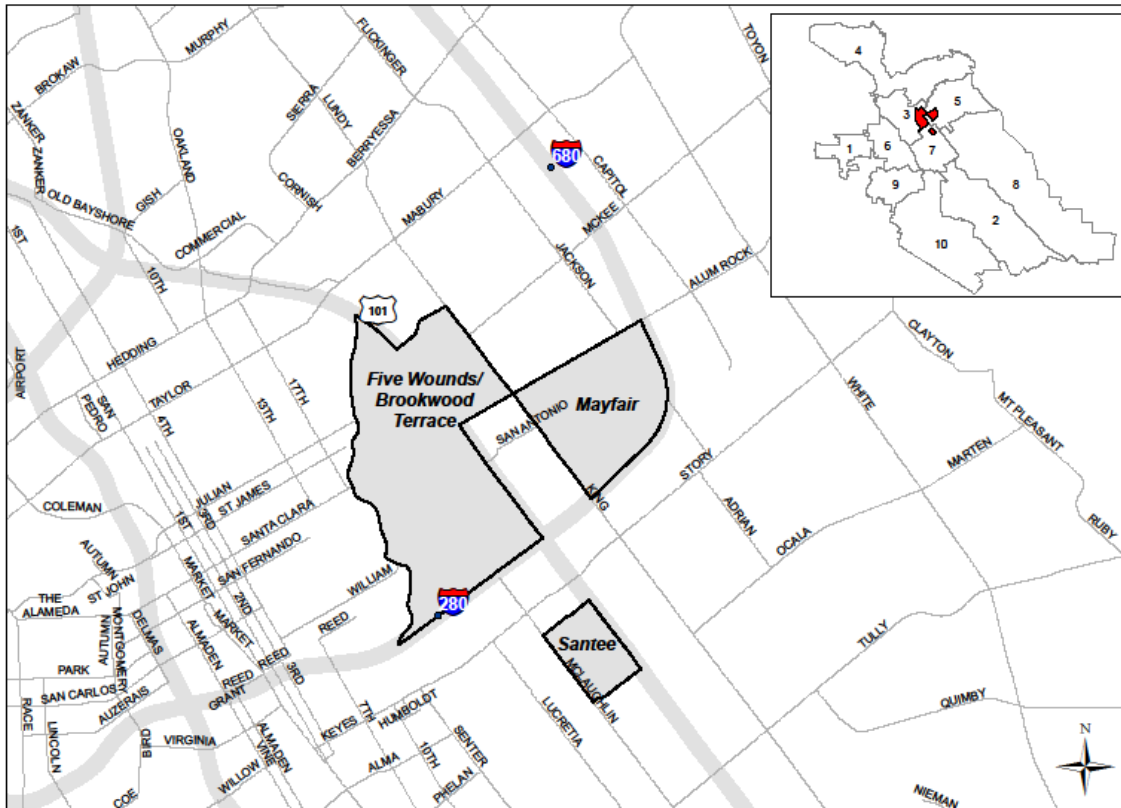 MURPHY
FLICKINGER
TOYON
BROKAW
SIERRA
LUNDY
BERRYESSA
ZANKER
ZANKER
OAKLAND
680
CAPITOL
OLD BAYSHORE
GISH
CORNISH
MABURY
MCKEE
COMMERCIAL
1ST
10TH
JACKSON
ALUM ROCK
101
HEDDING
AIRPORT
TAYLOR
SAN
PEDRO
4TH
13TH
17TH
Five Wounds/
Brookwood
Terrace
Mayfair
SAN ANTONIO
CLAYTON
WHITE
MT PLEASANT
MARTEN
STORY
KING
ADRIAN
OCALA
RUBY
COLEMAN
JULIAN
ST JAMES
3RD
1ST
SANTA CLARA
SAN FERNANDO
AUTUMN
ST JOHN
MARKET
2ND
WILLIAM
REED
280
THE
ALAMEDA
AUTUMN
MONTGOMERY
DELMAS
ALMADEN
MARKET
REED
REED
3RD
PARK
SAN CARLOS
AUZERAIS
GRANT
RACE
LINCOLN
BIRD
VIRGINIA
COE
WILLOW
VINE
ALMADEN
KEYES
7TH
HUMBOLDT
ALMA
10TH
SENTER
PHELAN
Santee
MCLAUGHLIN
LUCRETIA
TULLY
QUIMBY
NIEMAN
N
4
5
3
1
6
7
9
8
2
10